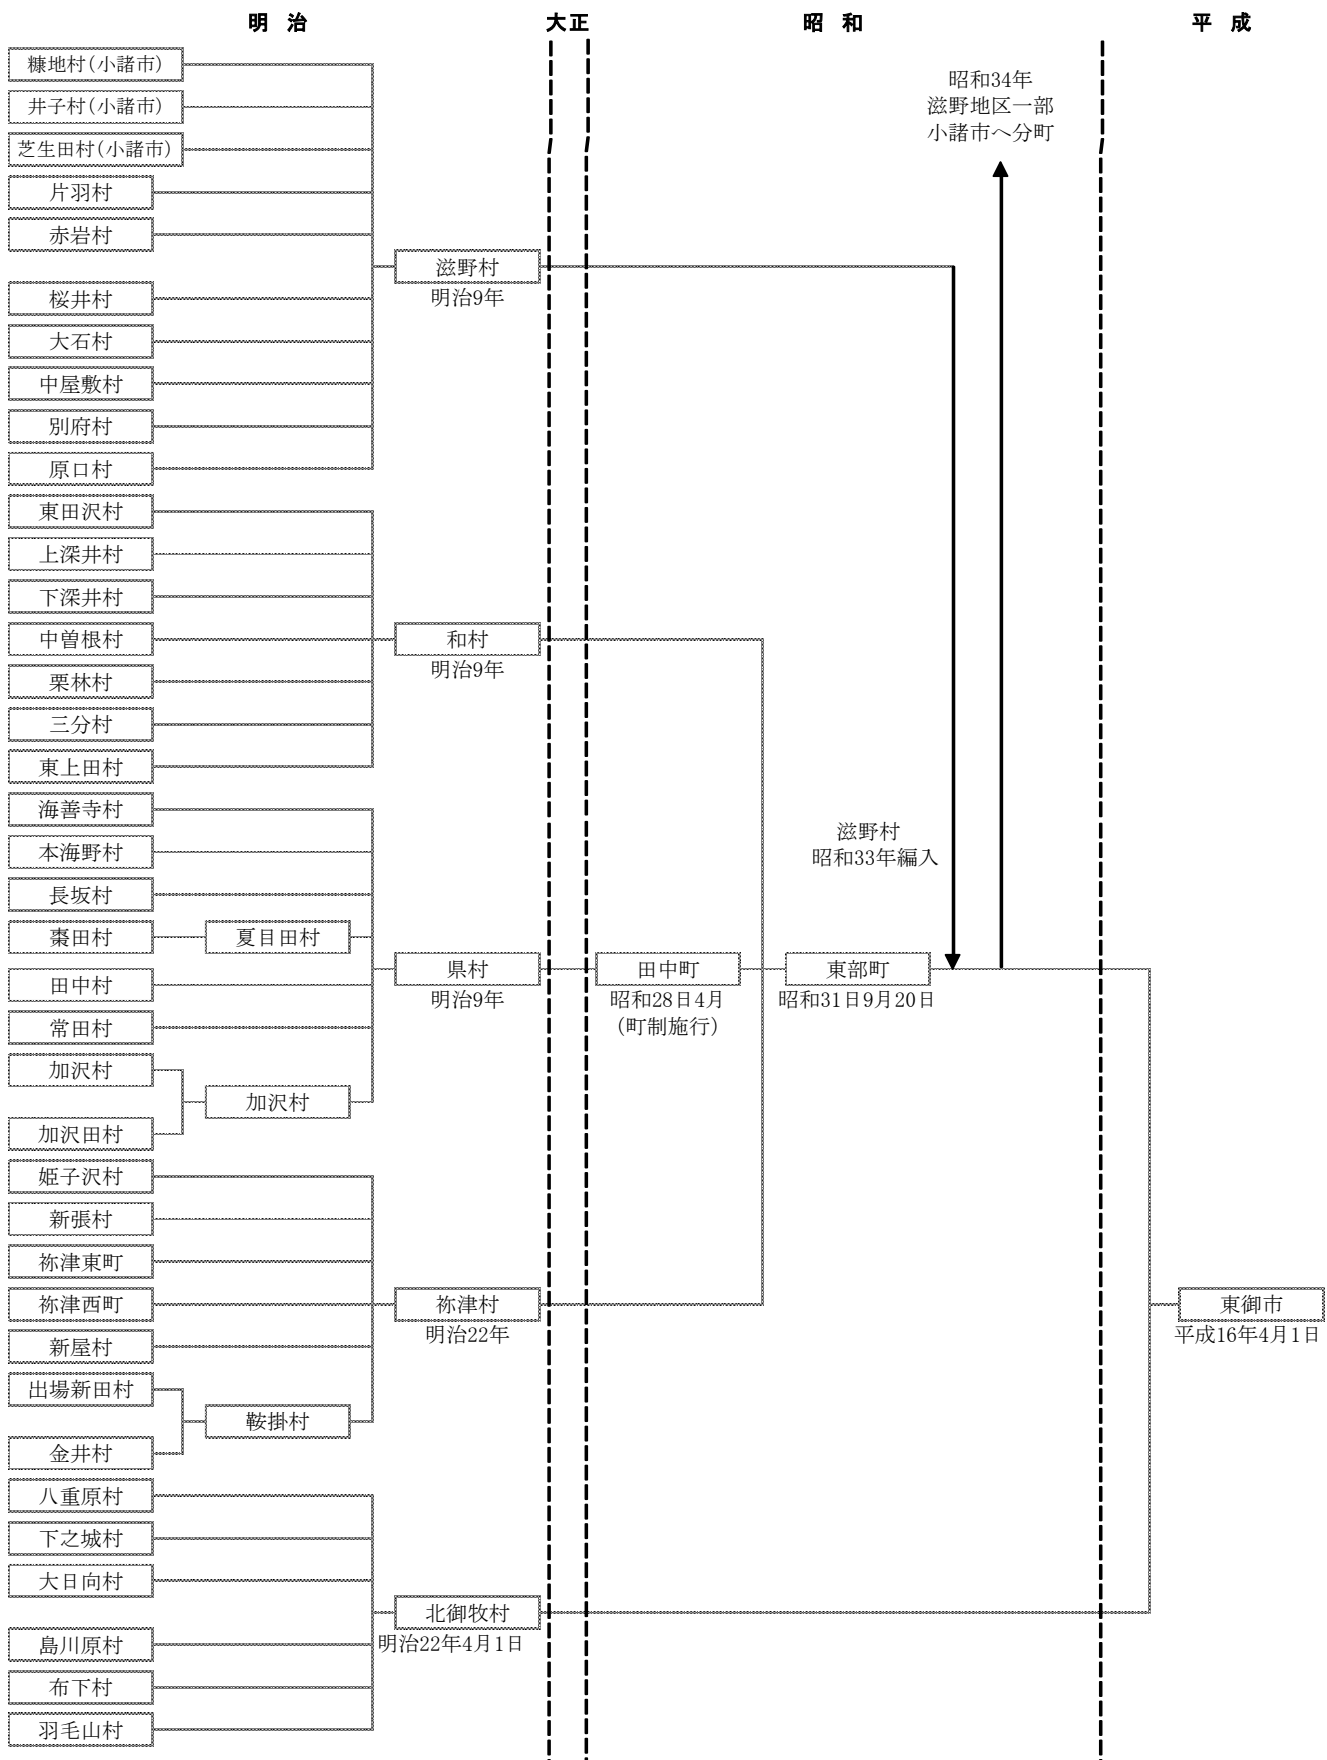 明 治
大正
昭 和
平 成
糠地村(小諸市)
井子村(小諸市)
芝生田村(小諸市)
片羽村
赤岩村
桜井村
大石村
中屋敷村
別府村
原口村
滋野村
明治9年
昭和34年
滋野地区一部
小諸市へ分町
東田沢村
上深井村
下深井村
中曽根村
栗林村
三分村
東上田村
和村
明治9年
海善寺村
本海野村
長坂村
棗田村
夏目田村
田中村
常田村
加沢村
加沢田村
加沢村
県村
明治9年
田中町
昭和28日4月
(町制施行)
滋野村
昭和33年編入
東部町
昭和31日9月20日
姫子沢村
新張村
祢津東町
祢津西町
新屋村
出場新田村
金井村
鞍掛村
祢津村
明治22年
東御市
平成16年4月1日
八重原村
下之城村
大日向村
島川原村
布下村
羽毛山村
北御牧村
明治22年4月1日